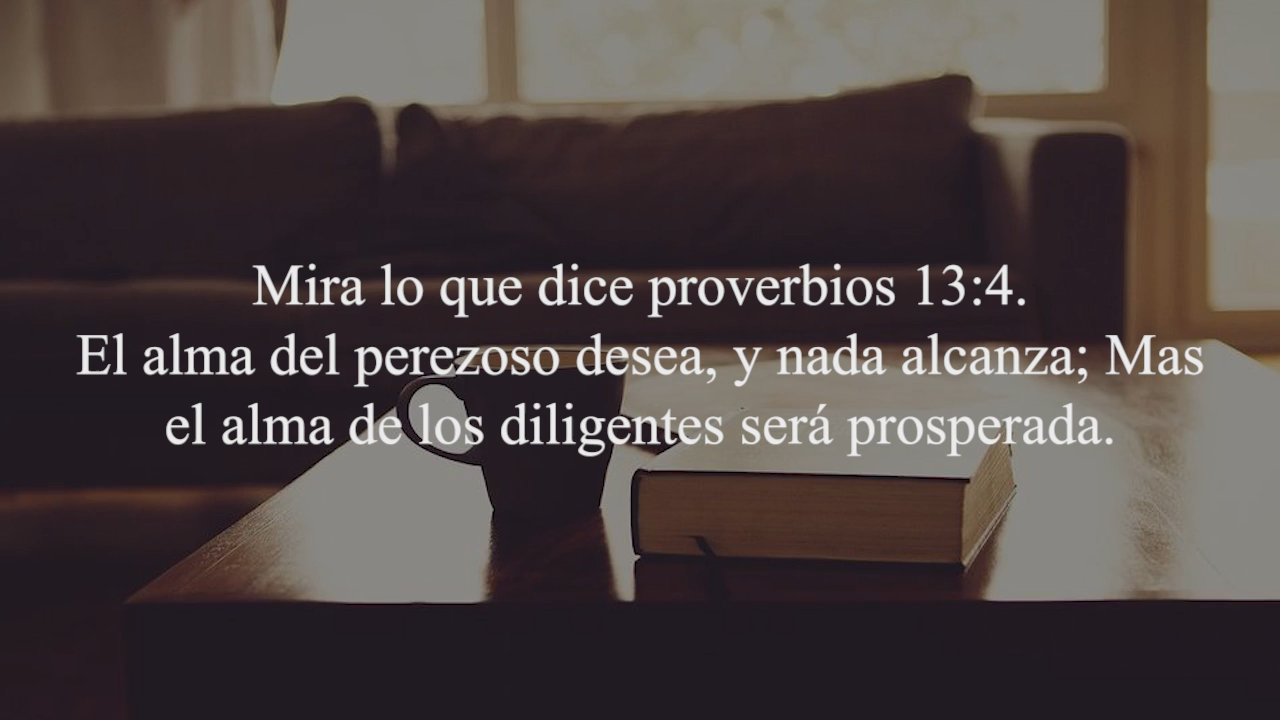 Mira lo que dice proverbios 13:4.
El alma del perezoso desea, y nada alcanza; Mas
el alma de los diligentes será prosperada.